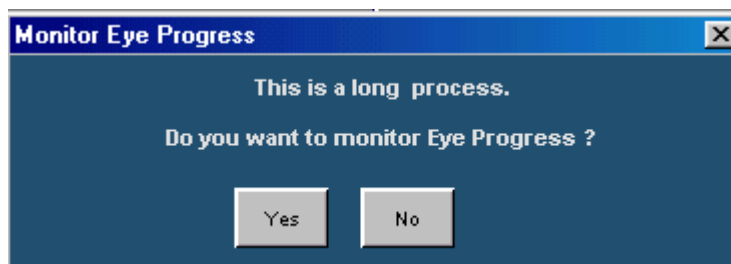 Monitor Eye Progress
This is a long process.
Do you want to monitor Eye Progress ?
Yes No